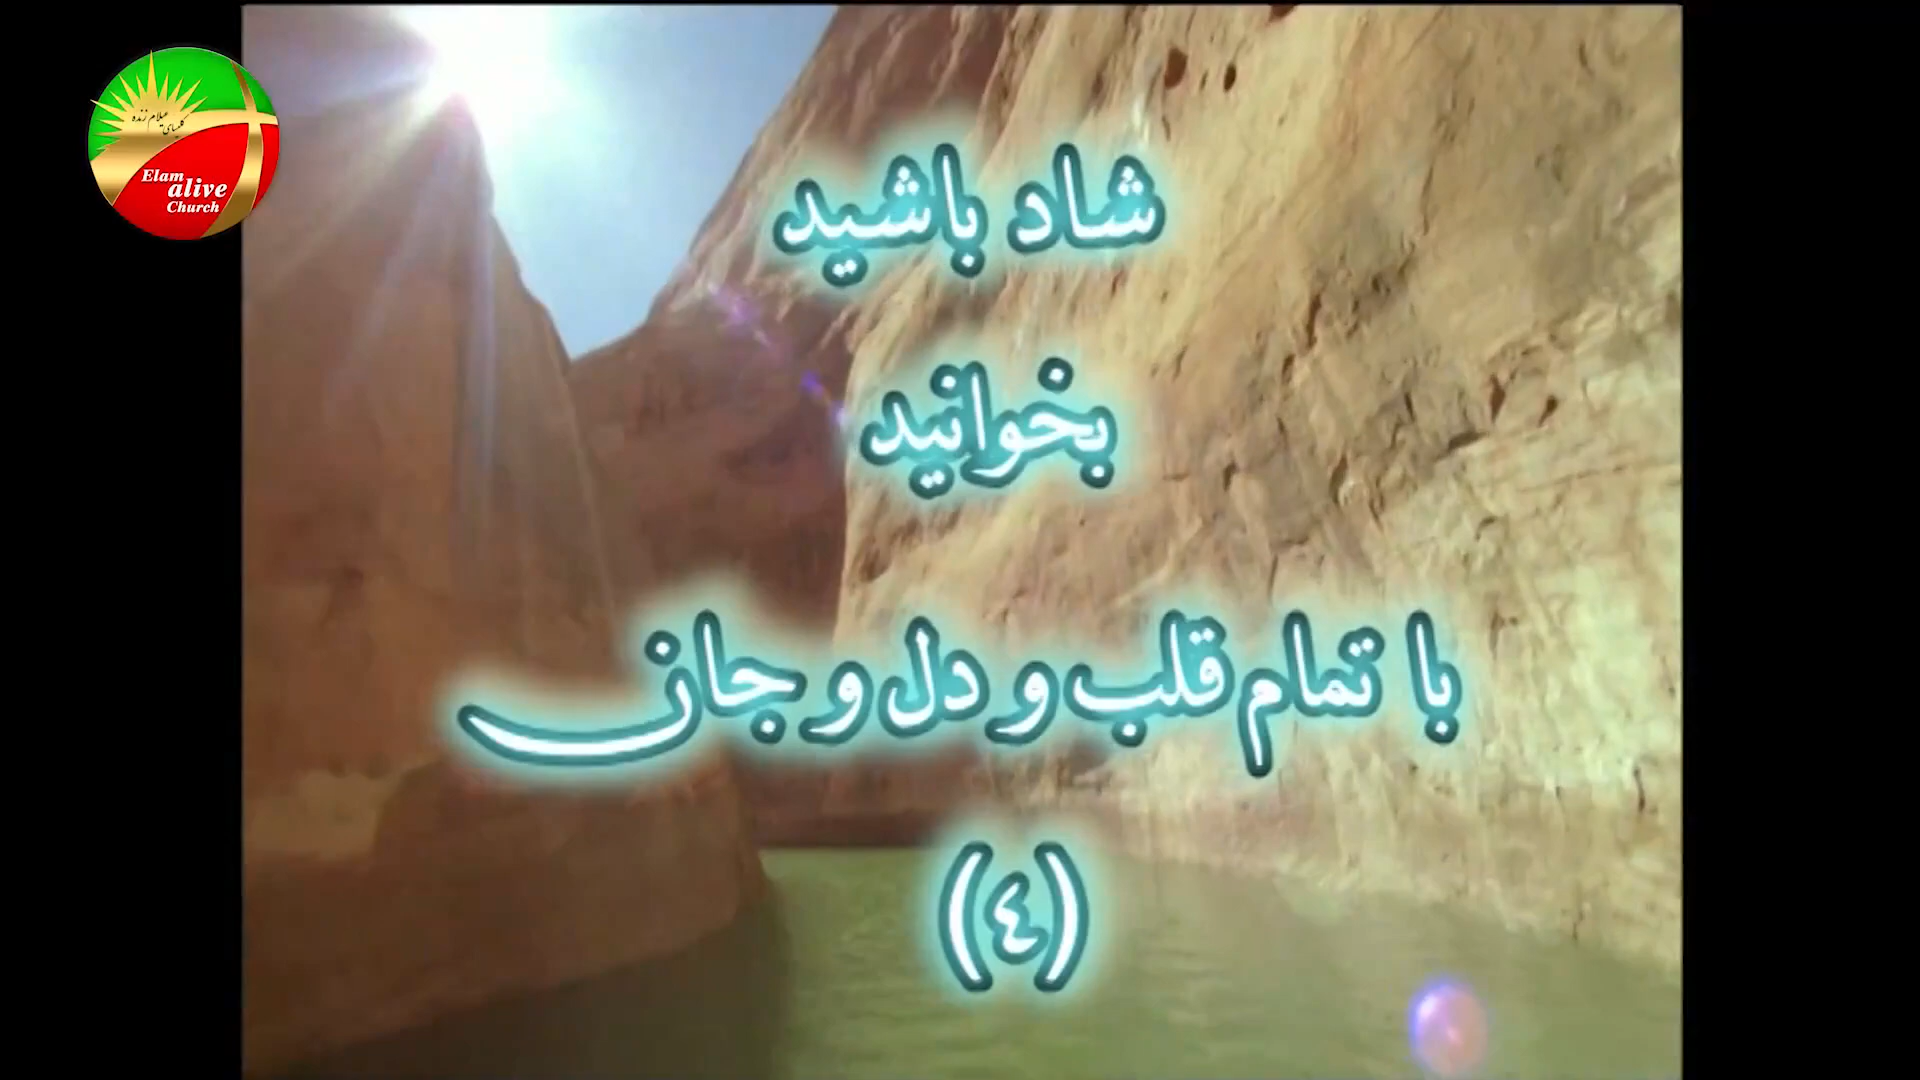 کلیسای عیلام زنده
Elam
alive
Church
شاد باشید
بخوانید
با تمام قلب و دل و جان
(٤)